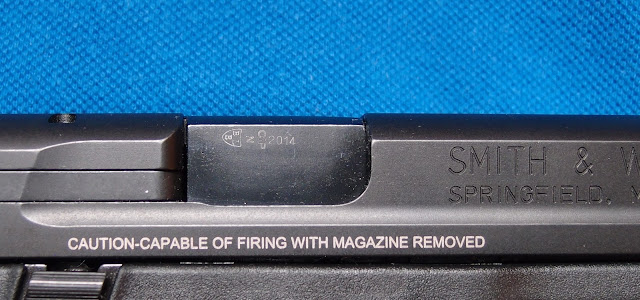 2014
SMITH & W
SPRINGFIELD,
CAUTION-CAPABLE OF FIRING WITH MAGAZINE REMOVED